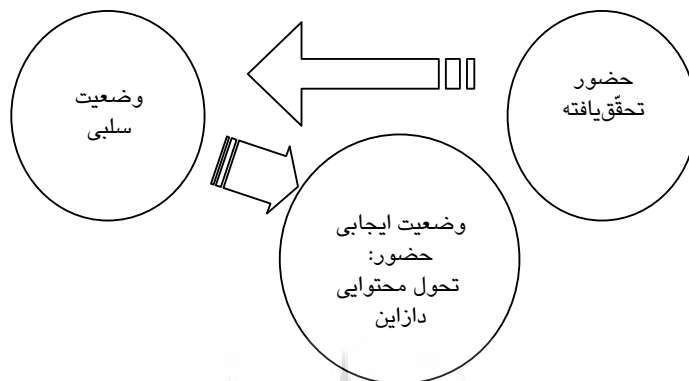 حضور
تحقّق‌یافته
وضعیت
سلبی
وضعیت ایجابی
حضور:
تحول محتوایی
دازاین